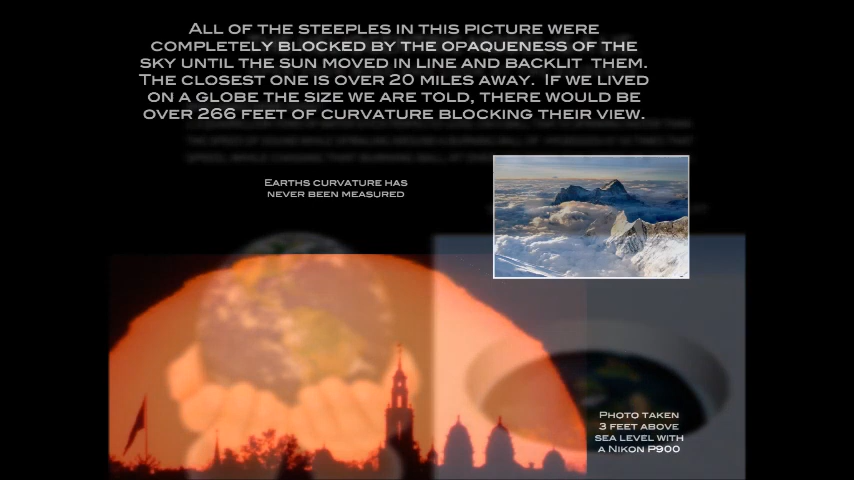 All of the steeples in this picture were
completely blocked by the opaqueness of the
sky until the sun moved in line and backlit them.
The closest one is over 20 miles away. If we lived
on a globe the size we are told, there would be
over 266 feet of curvature blocking their view.
Earths curvature has
never been measured
Photo taken
3 feet above
sea level with
a Nikon P900